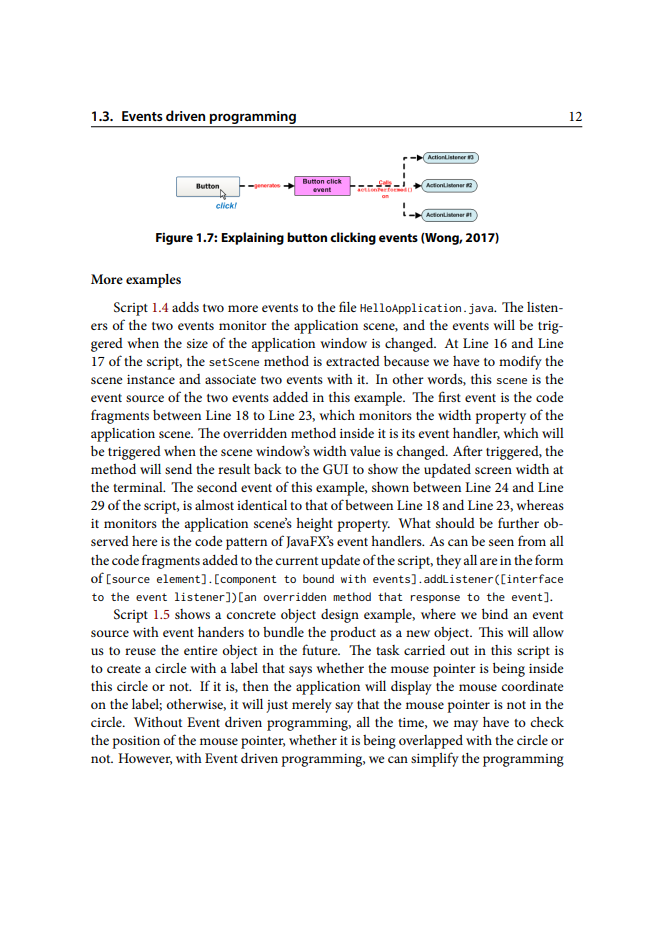 1.3. Events driven programming 12
ActionListener #3
Button
generates
Button click
event
Calls
actionPerformed()
on
ActionListener #2
click!
ActionListener #1
Figure 1.7: Explaining button clicking events (Wong, 2017)
More examples
Script 1.4 adds two more events to the file HelloApplication.java. The listen-
ers of the two events monitor the application scene, and the events will be trig-
gered when the size of the application window is changed. At Line 16 and Line
17 of the script, the setScene method is extracted because we have to modify the
scene instance and associate two events with it. In other words, this scene is the
event source of the two events added in this example. The first event is the code
fragments between Line 18 to Line 23, which monitors the width property of the
application scene. The overridden method inside it is its event handler, which will
be triggered when the scene window's width value is changed. After triggered, the
method will send the result back to the GUI to show the updated screen width at
the terminal. The second event of this example, shown between Line 24 and Line
29 of the script, is almost identical to that of between Line 18 and Line 23, whereas
it monitors the application scene's height property. What should be further ob-
served here is the code pattern of JavaFX's event handlers. As can be seen from all
the code fragments added to the current update of the script, they all are in the form
of [source element].[component to bound with events].addListener([interface
to the event listener])[an overridden method that response to the event].
Script 1.5 shows a concrete object design example, where we bind an event
source with event handers to bundle the product as a new object. This will allow
us to reuse the entire object in the future. The task carried out in this script is
to create a circle with a label that says whether the mouse pointer is being inside
this circle or not. If it is, then the application will display the mouse coordinate
on the label; otherwise, it will just merely say that the mouse pointer is not in the
circle. Without Event driven programming, all the time, we may have to check
the position of the mouse pointer, whether it is being overlapped with the circle or
not. However, with Event driven programming, we can simplify the programming